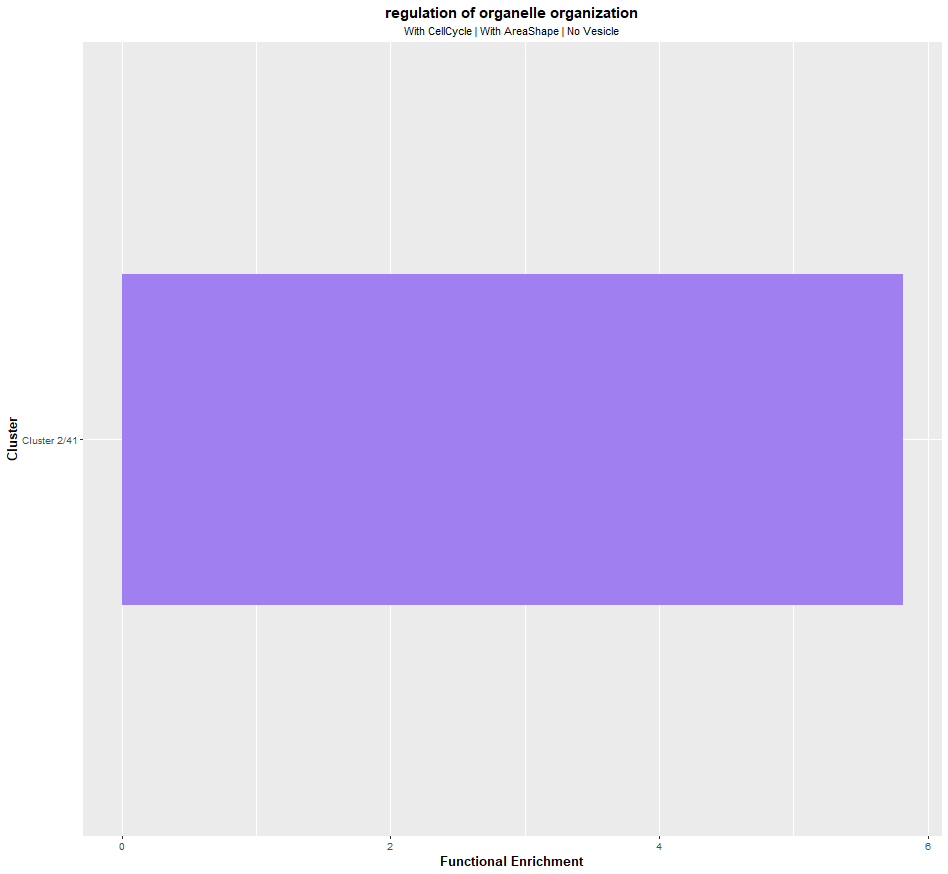 regulation of organelle organization
With CellCycle | With AreaShape | No Vesicle
Cluster
Cluster 2/41
0 2 4 6
Functional Enrichment